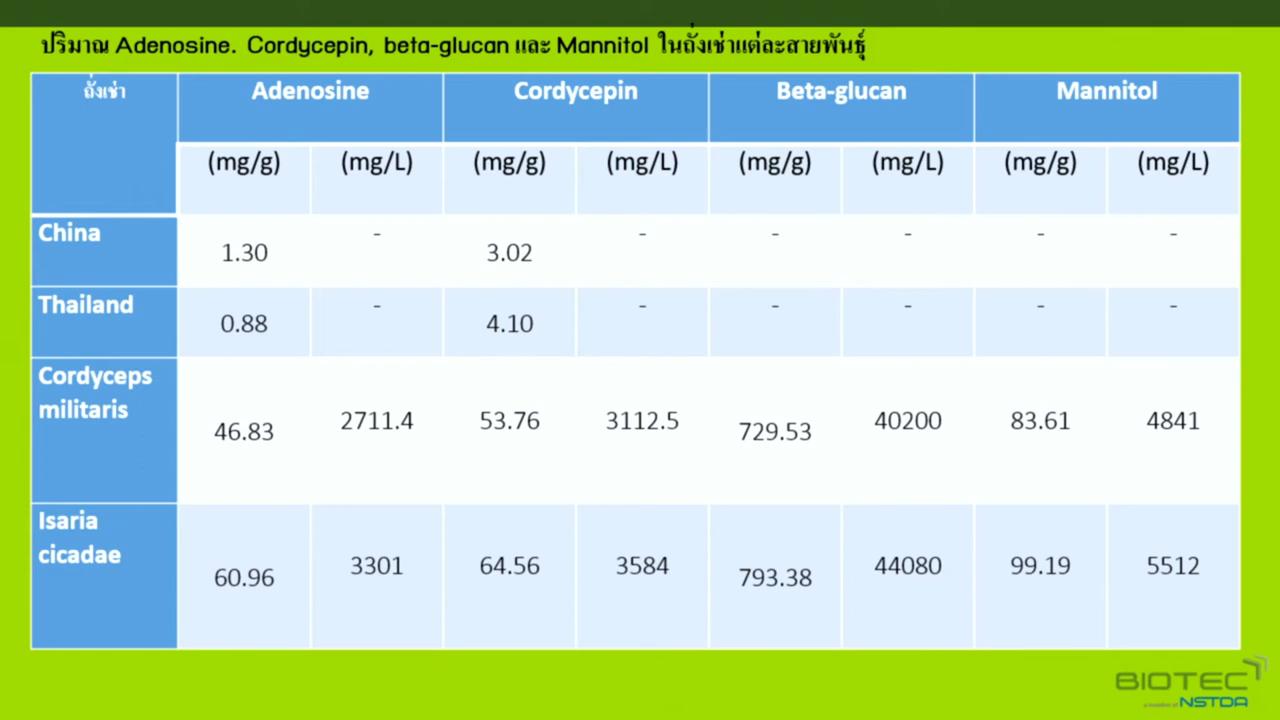 ปริมาณ Adenosine. Cordycepin, beta-glucan และ Mannitol ในถั่งเช่าแต่ละสายพันธุ์
ถั่งเช่า Adenosine Cordycepin Beta-glucan Mannitol
(mg/g) (mg/L) (mg/g) (mg/L) (mg/g) (mg/L) (mg/g) (mg/L)
China 1.30 - 3.02 - - - - -
Thailand 0.88 - 4.10 - - - - -
Cordyceps
militaris 46.83 2711.4 53.76 3112.5 729.53 40200 83.61 4841
Isaria
cicadae 60.96 3301 64.56 3584 793.38 44080 99.19 5512
BIOTEC
a member of NSTDA